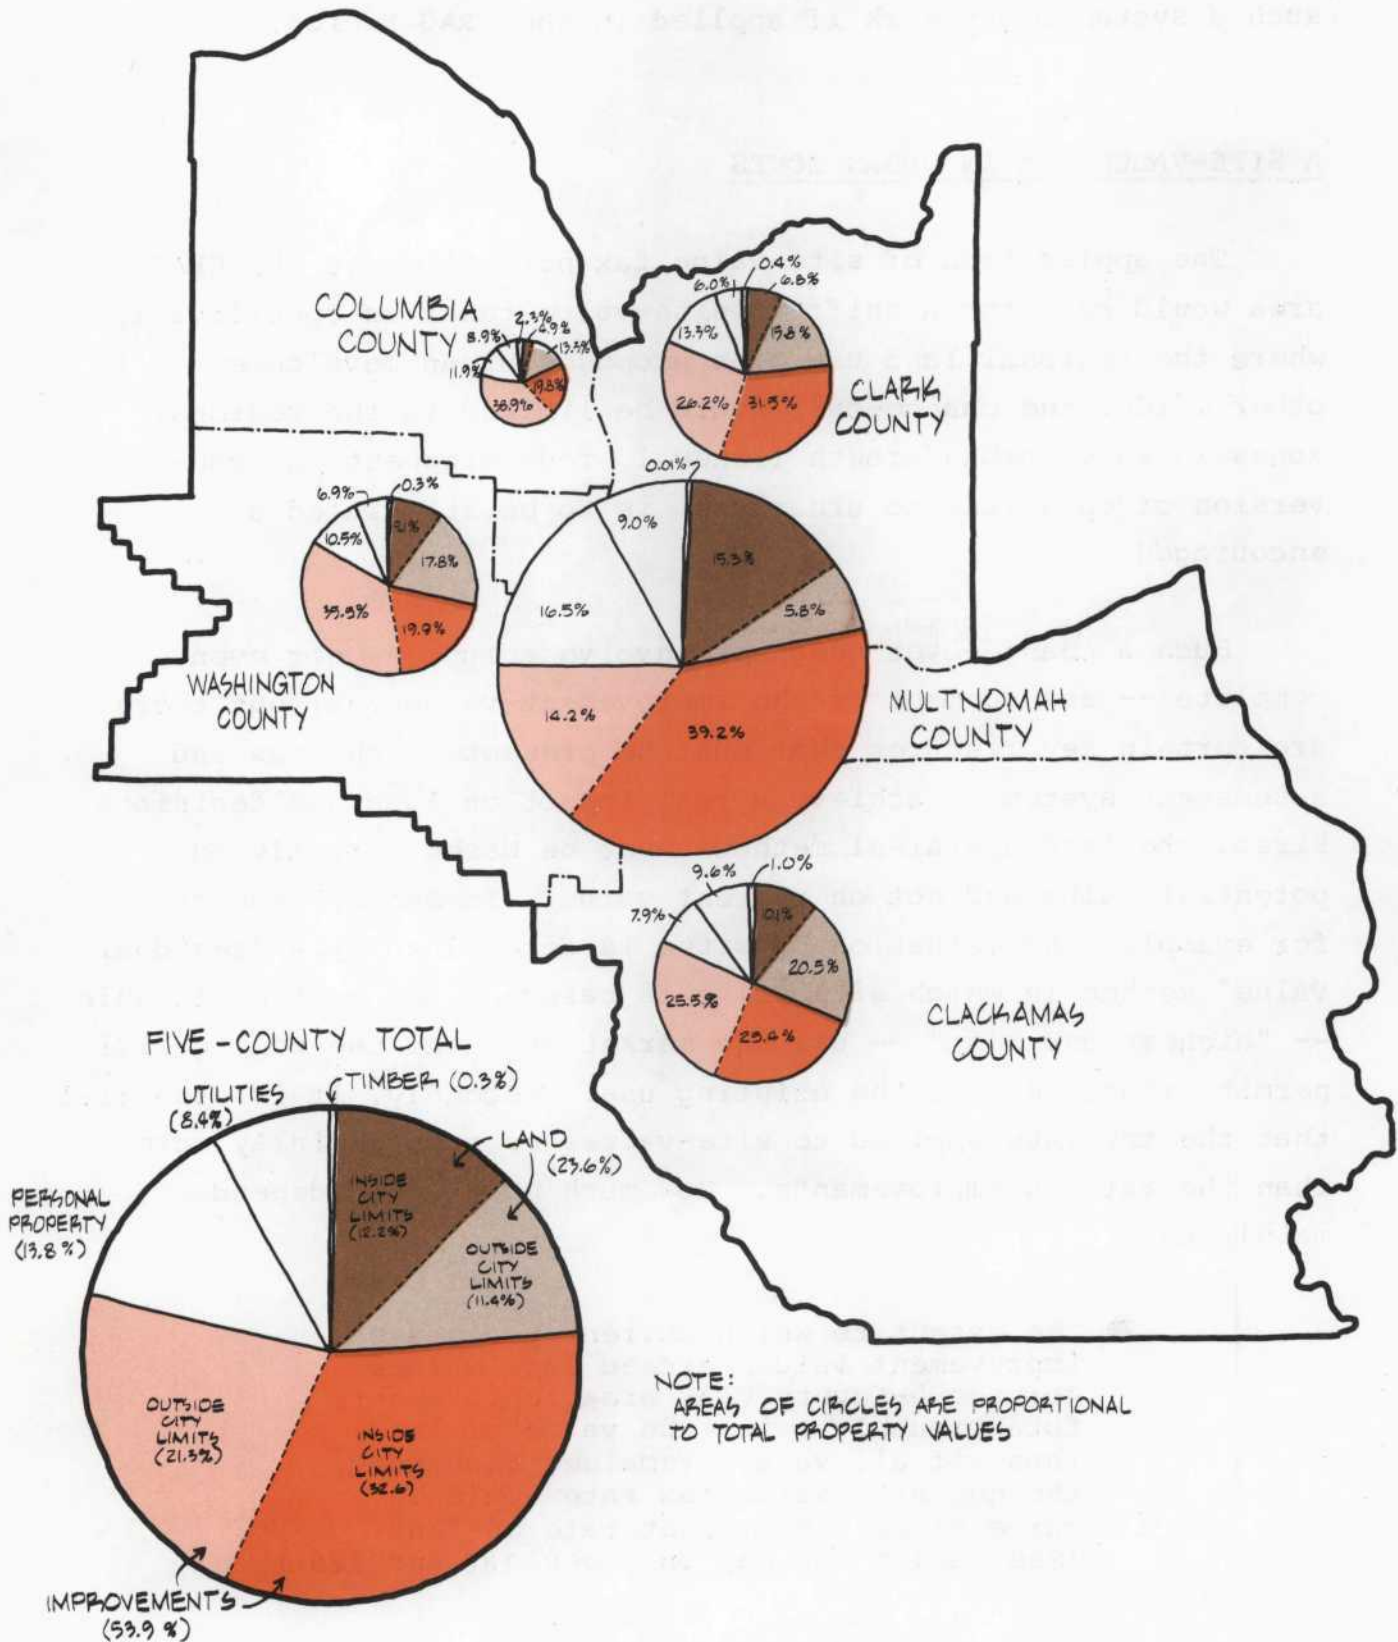 COLUMBIA
COUNTY
2.3%
4.9%
8.9%
13.3%
11.9%
19.8%
38.9%
0.4%
6.0%
6.8%
13.3%
15.8%
26.2%
31.5%
CLARK
COUNTY
0.3%
6.9%
9.1%
10.5%
17.8%
35.5%
19.9%
WASHINGTON
COUNTY
0.01%
9.0%
15.3%
16.5%
5.8%
14.2%
39.2%
MULTNOMAH
COUNTY
1.0%
9.6%
10.1%
7.9%
20.5%
25.5%
25.4%
CLACKAMAS
COUNTY
FIVE-COUNTY TOTAL
TIMBER (0.3%)
UTILITIES
(8.4%)
LAND
(23.6%)
PERSONAL
PROPERTY
(13.8%)
INSIDE
CITY
LIMITS
(12.2%)
OUTSIDE
CITY
LIMITS
(11.4%)
OUTSIDE
CITY
LIMITS
(21.3%)
INSIDE
CITY
LIMITS
(32.6)
IMPROVEMENTS
(53.9%)
NOTE:
AREAS OF CIRCLES ARE PROPORTIONAL
TO TOTAL PROPERTY VALUES